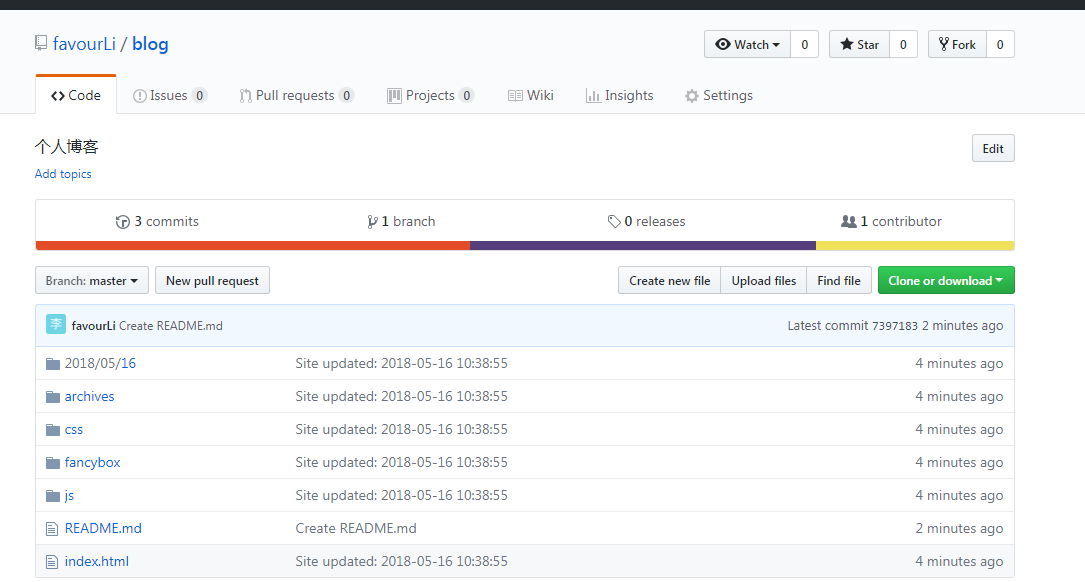 favourLi / blog
Watch 0 Star 0 Fork 0
Code Issues 0 Pull requests 0 Projects 0 Wiki Insights Settings
个人博客
Edit
Add topics
3 commits 1 branch 0 releases 1 contributor
Branch: master New pull request Create new file Upload files Find file Clone or download
李 favourLi Create README.md Latest commit 7397183 2 minutes ago
2018/05/16 Site updated: 2018-05-16 10:38:55 4 minutes ago
archives Site updated: 2018-05-16 10:38:55 4 minutes ago
css Site updated: 2018-05-16 10:38:55 4 minutes ago
fancybox Site updated: 2018-05-16 10:38:55 4 minutes ago
js Site updated: 2018-05-16 10:38:55 4 minutes ago
README.md Create README.md 2 minutes ago
index.html Site updated: 2018-05-16 10:38:55 4 minutes ago